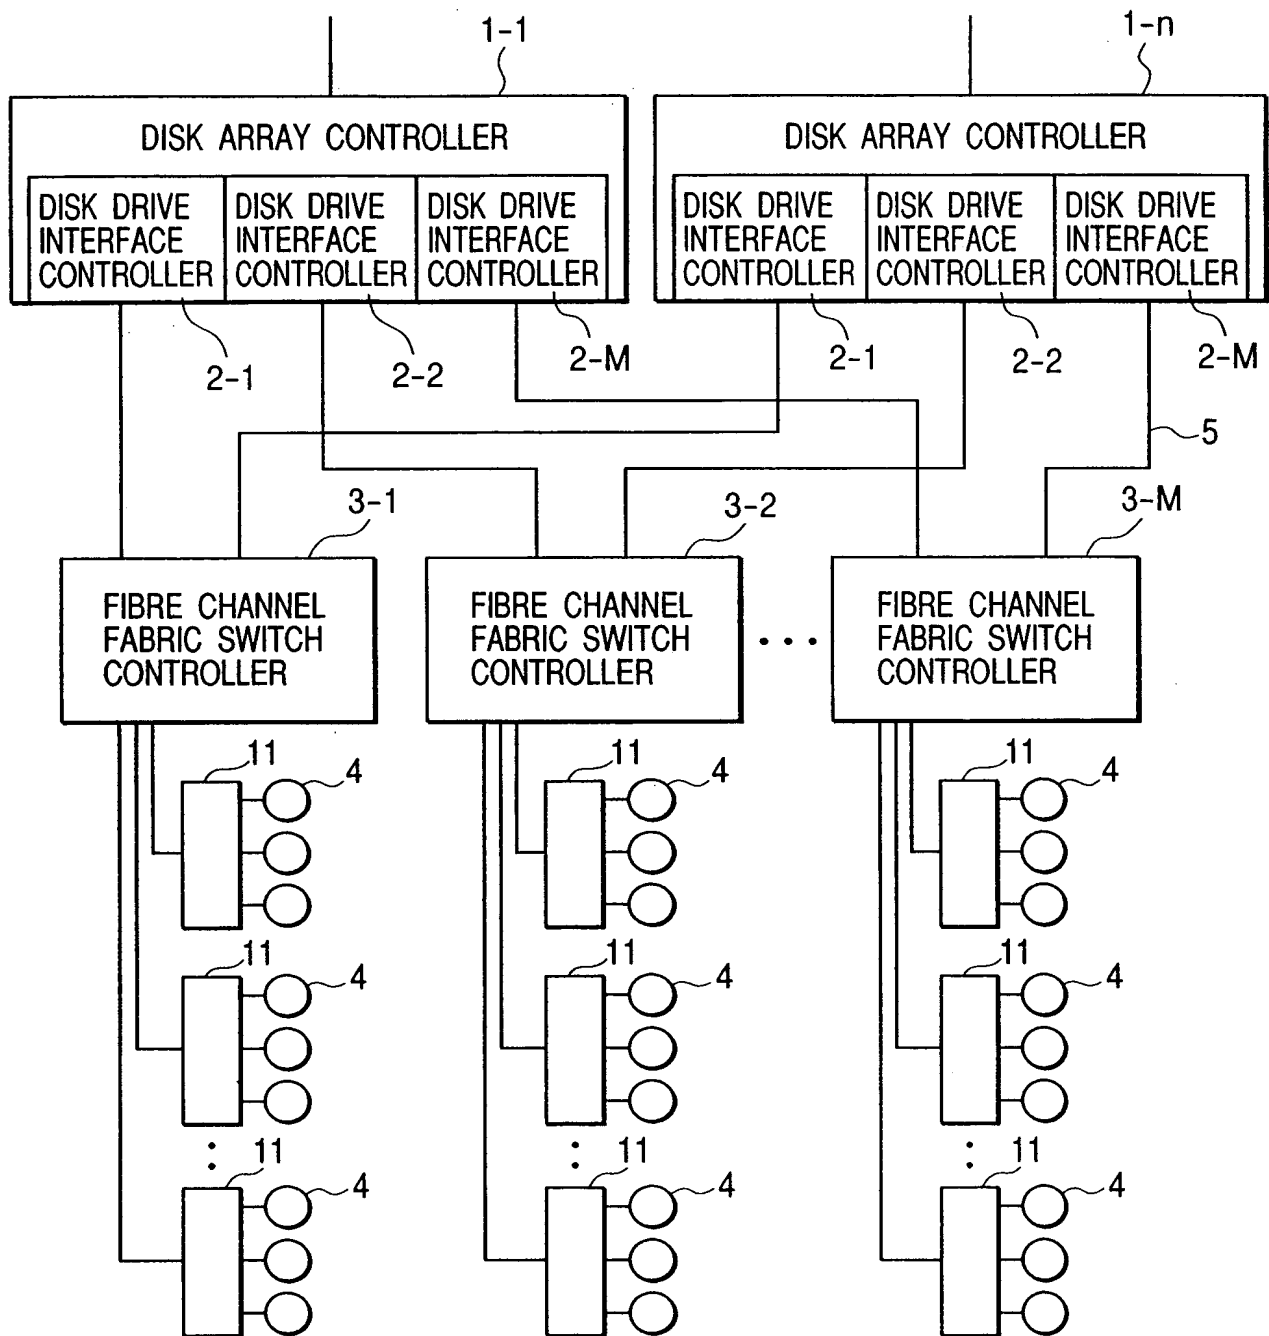 1-1
1-n
DISK ARRAY CONTROLLER
DISK ARRAY CONTROLLER
DISK DRIVE
INTERFACE
CONTROLLER
DISK DRIVE
INTERFACE
CONTROLLER
DISK DRIVE
INTERFACE
CONTROLLER
DISK DRIVE
INTERFACE
CONTROLLER
DISK DRIVE
INTERFACE
CONTROLLER
DISK DRIVE
INTERFACE
CONTROLLER
2-1
2-2
2-M
2-1
2-2
2-M
5
3-1
3-2
3-M
FIBRE CHANNEL
FABRIC SWITCH
CONTROLLER
FIBRE CHANNEL
FABRIC SWITCH
CONTROLLER
• • •
FIBRE CHANNEL
FABRIC SWITCH
CONTROLLER
11
4
11
4
11
4
11
4
11
4
11
4
11
4
11
4
11
4